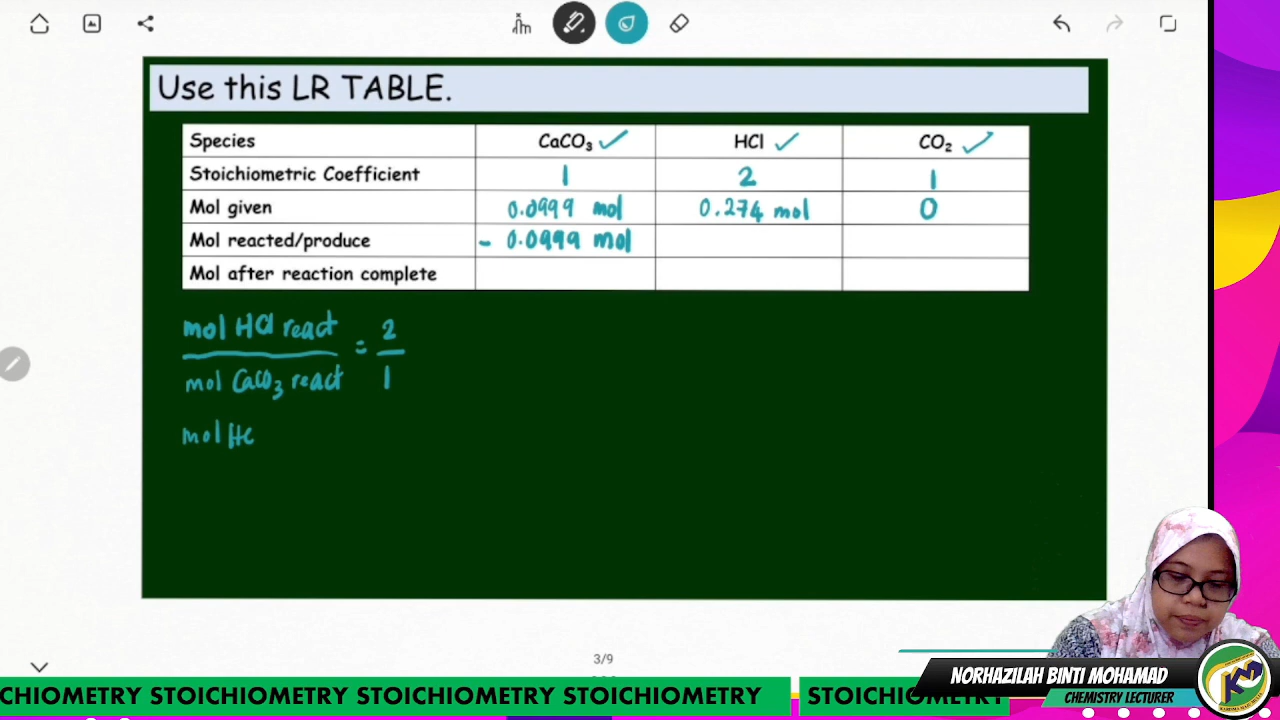 Use this LR TABLE.
Species CaCO₃ ✓ HCl ✓ CO₂ ✓
Stoichiometric Coefficient 1 2 1
Mol given 0.0999 mol 0.274 mol 0
Mol reacted/produce - 0.0999 mol
Mol after reaction complete
mol HCl react = 2
mol CaCO₃ react 1
mol HC
3/9
NORHAZILAH BINTI MOHAMAD
CHEMISTRY LECTURER
CHIOMETRY STOICHIOMETRY STOICHIOMETRY STOICHIOMETRY STOICHIOMETRY